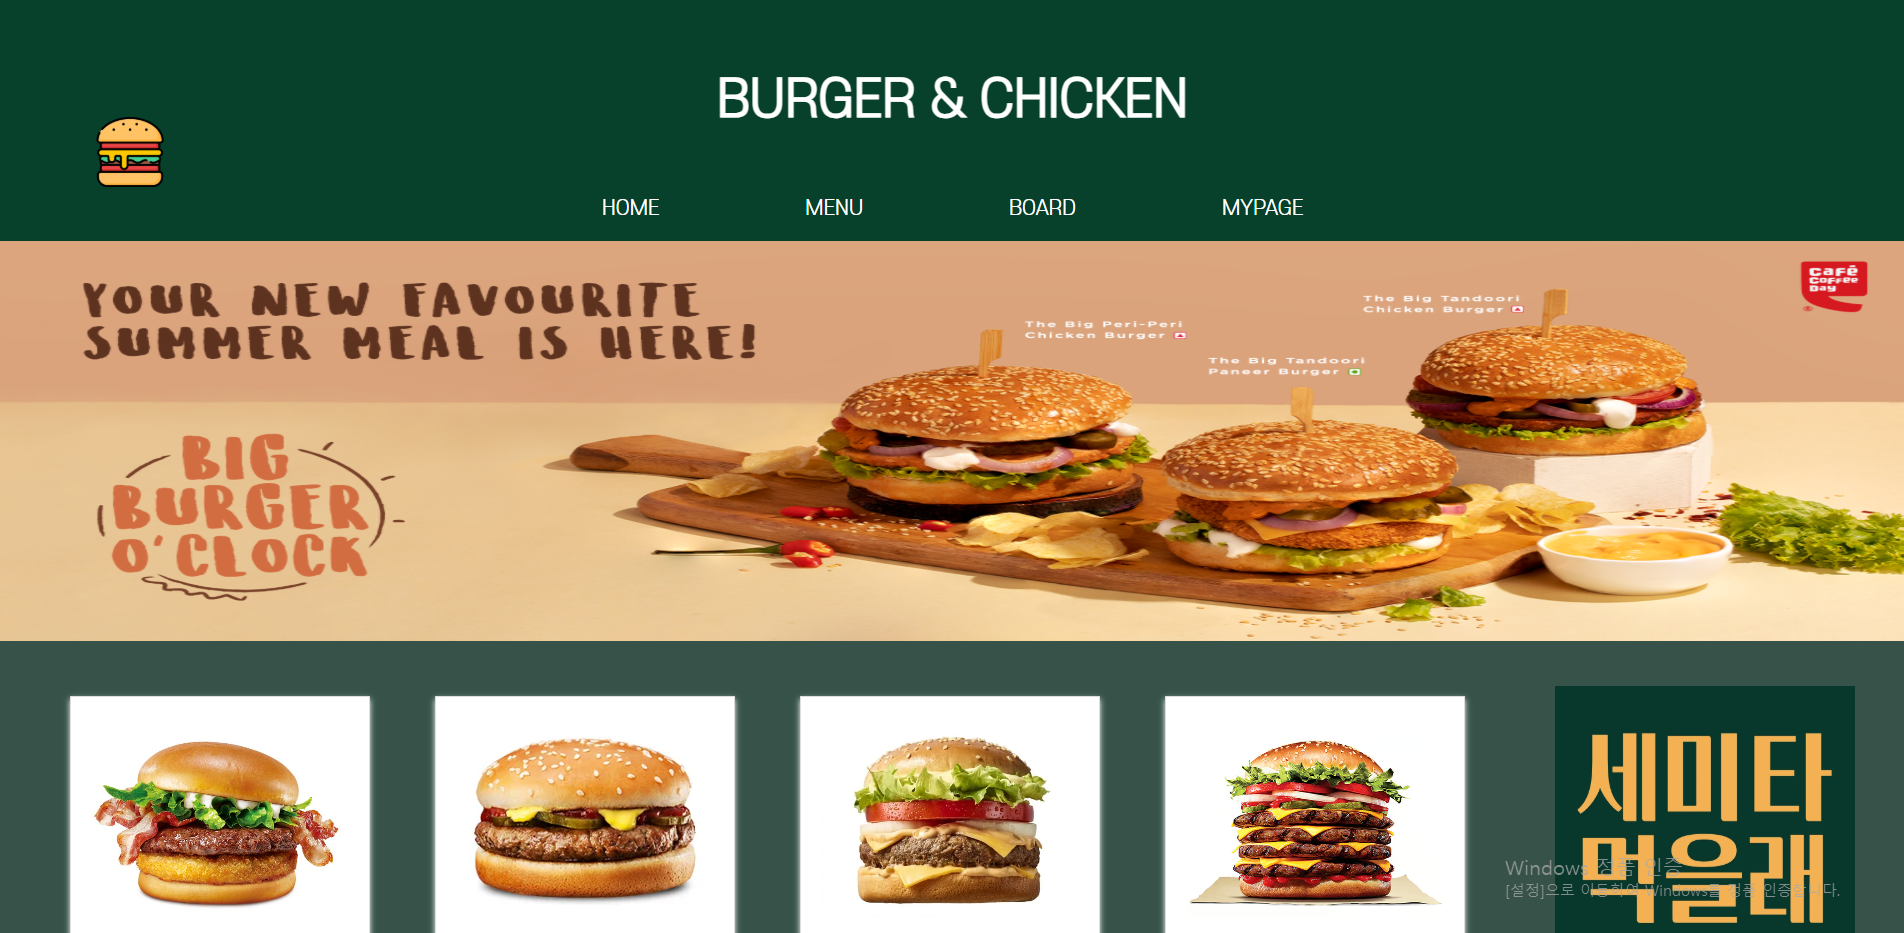 BURGER & CHICKEN
HOME
MENU
BOARD
MYPAGE
YOUR NEW FAVOURITE
SUMMER MEAL IS HERE!
BIG
BURGER
O'CLOCK
The Big Peri-Peri
Chicken Burger
The Big Tandoori
Paneer Burger
The Big Tandoori
Chicken Burger
Café
Coffee
Day
세미타
먹을래
Windows 정품 인증
[설정]으로 이동하여 Windows를 정품 인증합니다.